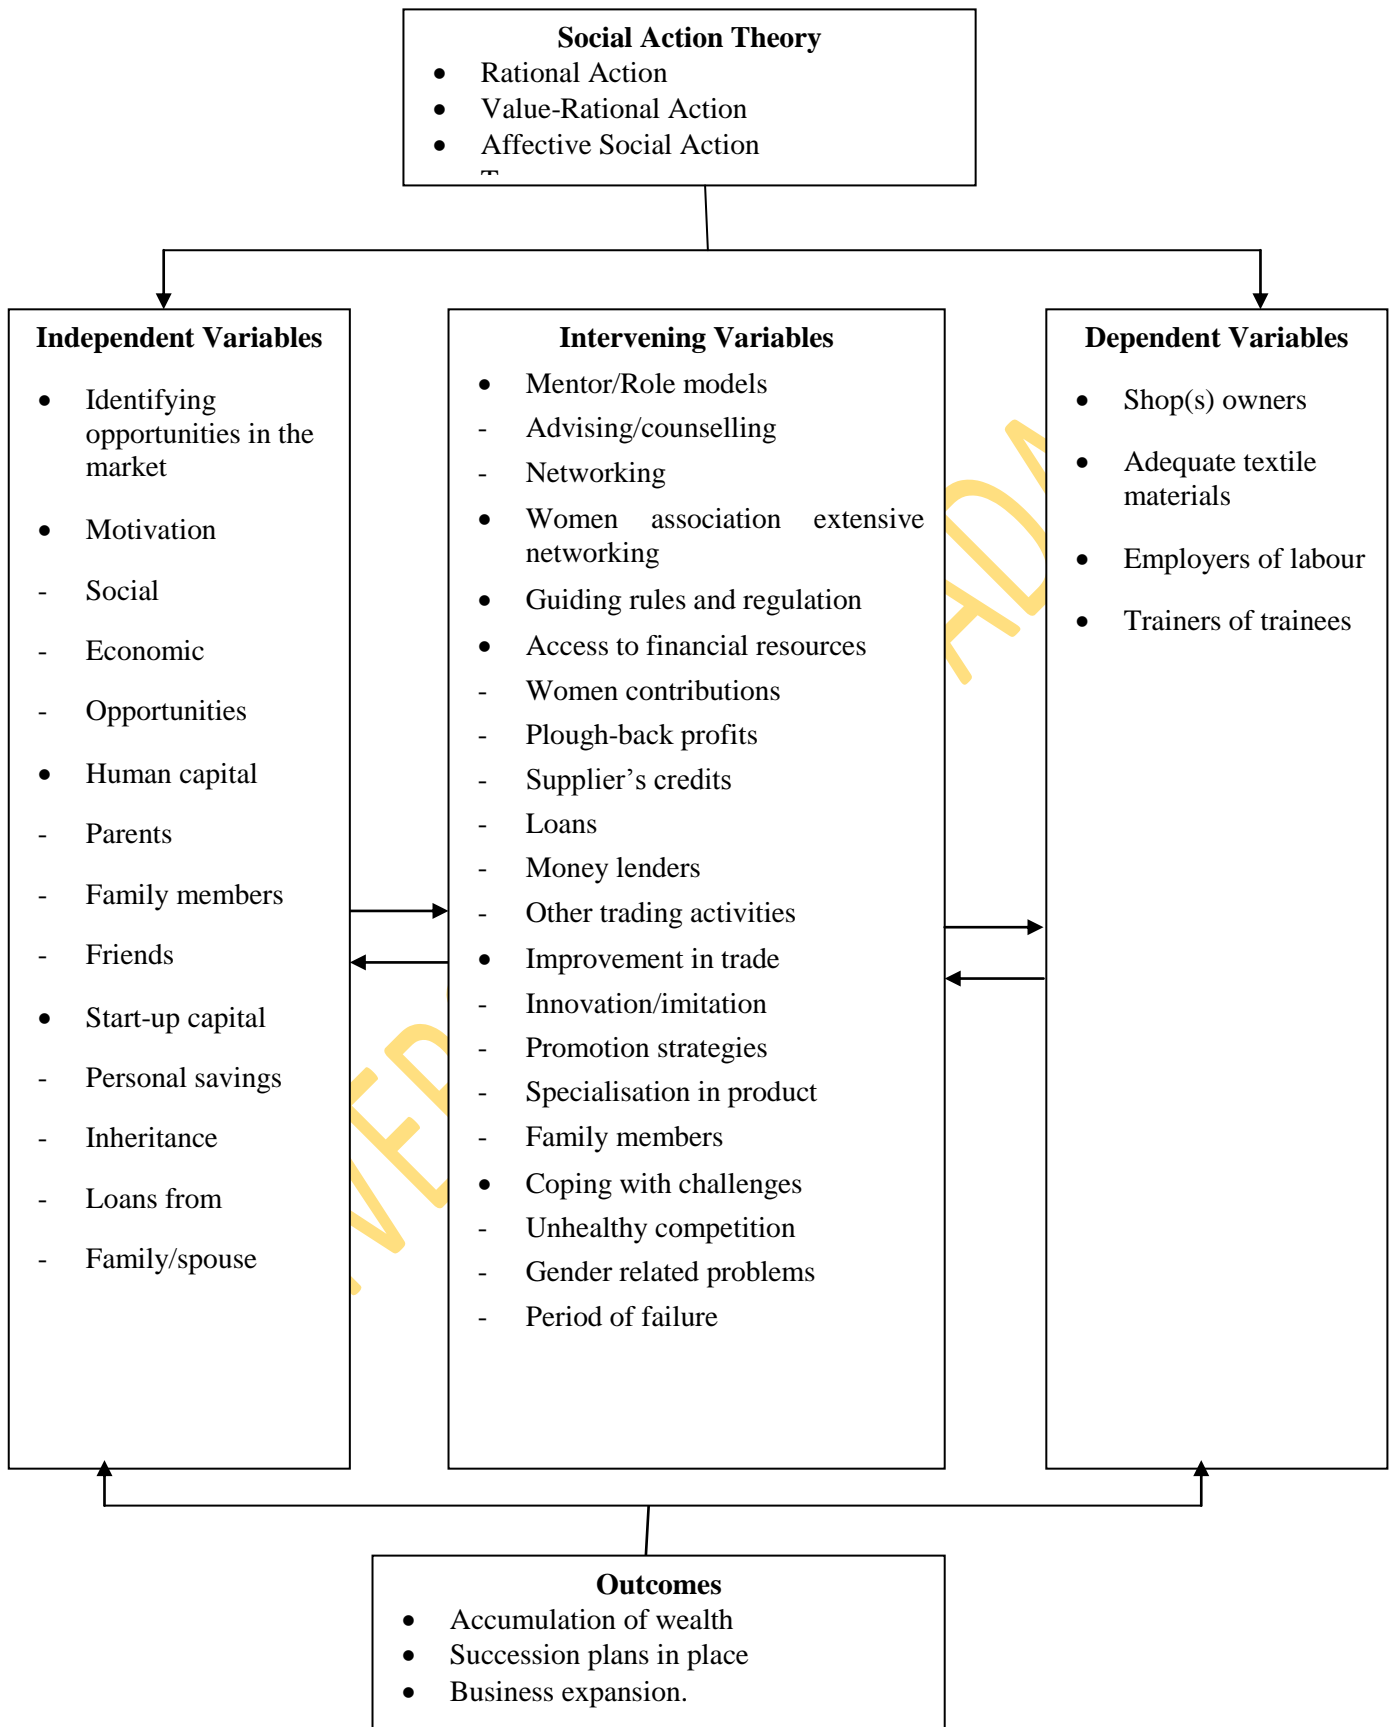 Social Action Theory
• Rational Action
• Value-Rational Action
• Affective Social Action
Independent Variables
• Identifying
opportunities in the
market
• Motivation
- Social
- Economic
- Opportunities
• Human capital
- Parents
- Family members
- Friends
• Start-up capital
- Personal savings
- Inheritance
- Loans from
- Family/spouse
Intervening Variables
• Mentor/Role models
- Advising/counselling
- Networking
• Women association extensive
networking
• Guiding rules and regulation
• Access to financial resources
- Women contributions
- Plough-back profits
- Supplier’s credits
- Loans
- Money lenders
- Other trading activities
• Improvement in trade
- Innovation/imitation
- Promotion strategies
- Specialisation in product
- Family members
• Coping with challenges
- Unhealthy competition
- Gender related problems
- Period of failure
Dependent Variables
• Shop(s) owners
• Adequate textile
materials
• Employers of labour
• Trainers of trainees
Outcomes
• Accumulation of wealth
• Succession plans in place
• Business expansion.